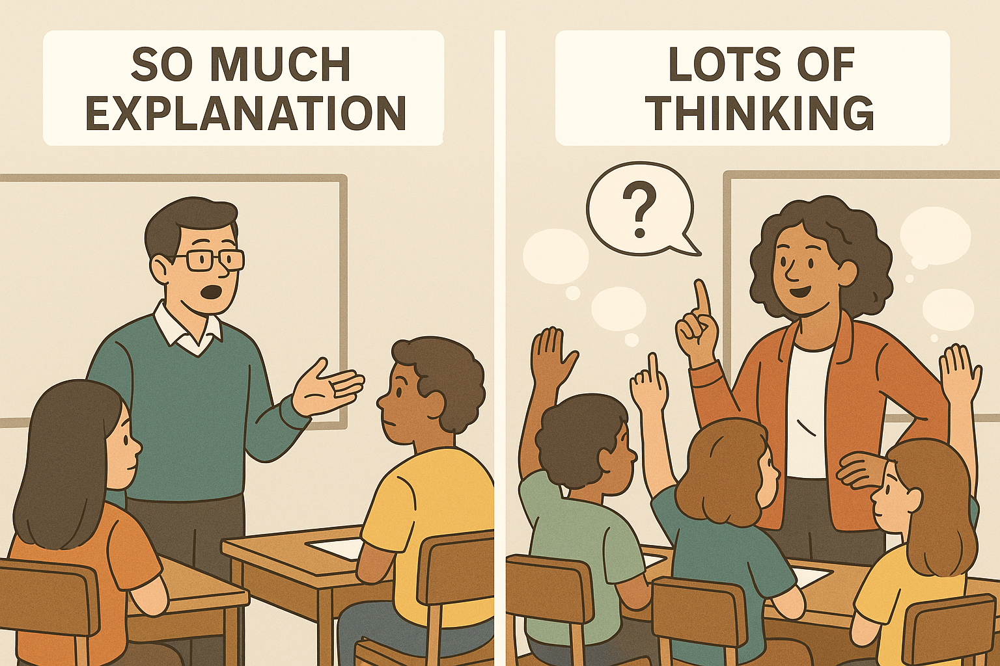 SO MUCH
EXPLANATION
LOTS OF
THINKING
?